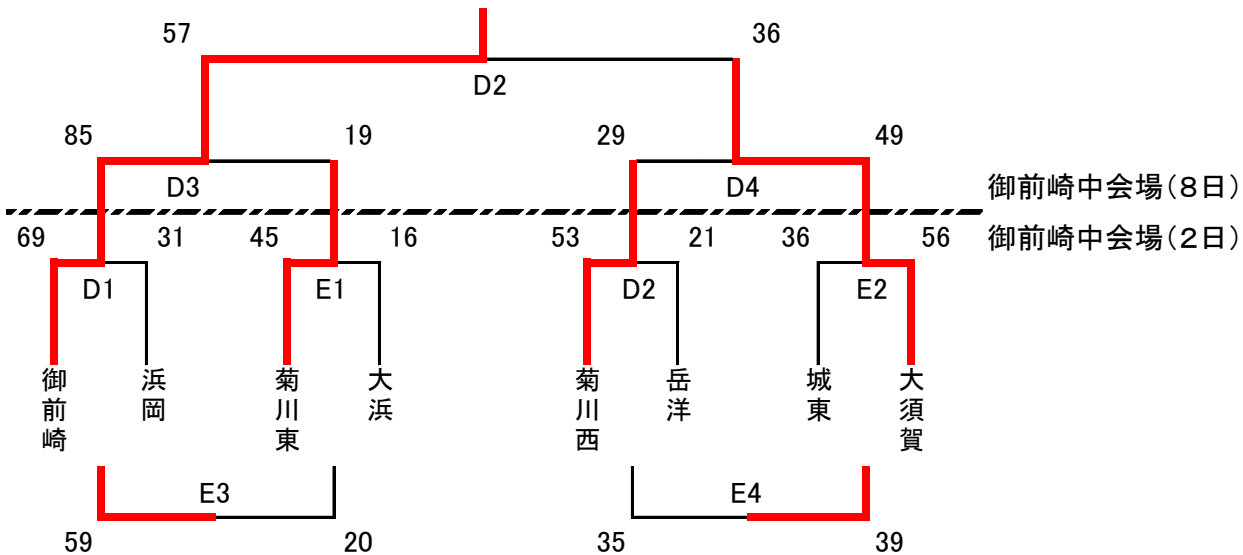 57 36
D2
85 19 29 49
D3 D4 御前崎中会場(8日)
69 31 45 16 53 21 36 56 御前崎中会場(2日)
D1 E1 D2 E2
御前崎
浜岡
菊川東
大浜
菊川西
岳洋
城東
大須賀
E3 E4
59 20 35 39